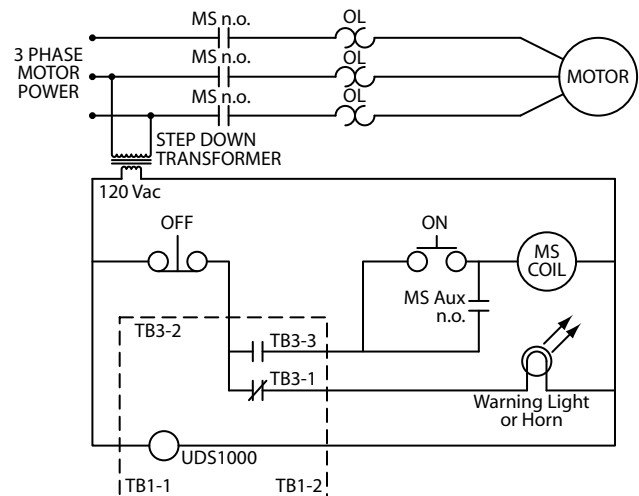 MS n.o.
OL
3 PHASE
MOTOR
POWER
MS n.o.
OL
MOTOR
MS n.o.
OL
STEP DOWN
TRANSFORMER
120 Vac
OFF
ON
MS
COIL
MS Aux
n.o.
TB3-2
TB3-3
TB3-1
Warning Light
or Horn
UDS1000
TB1-1
TB1-2